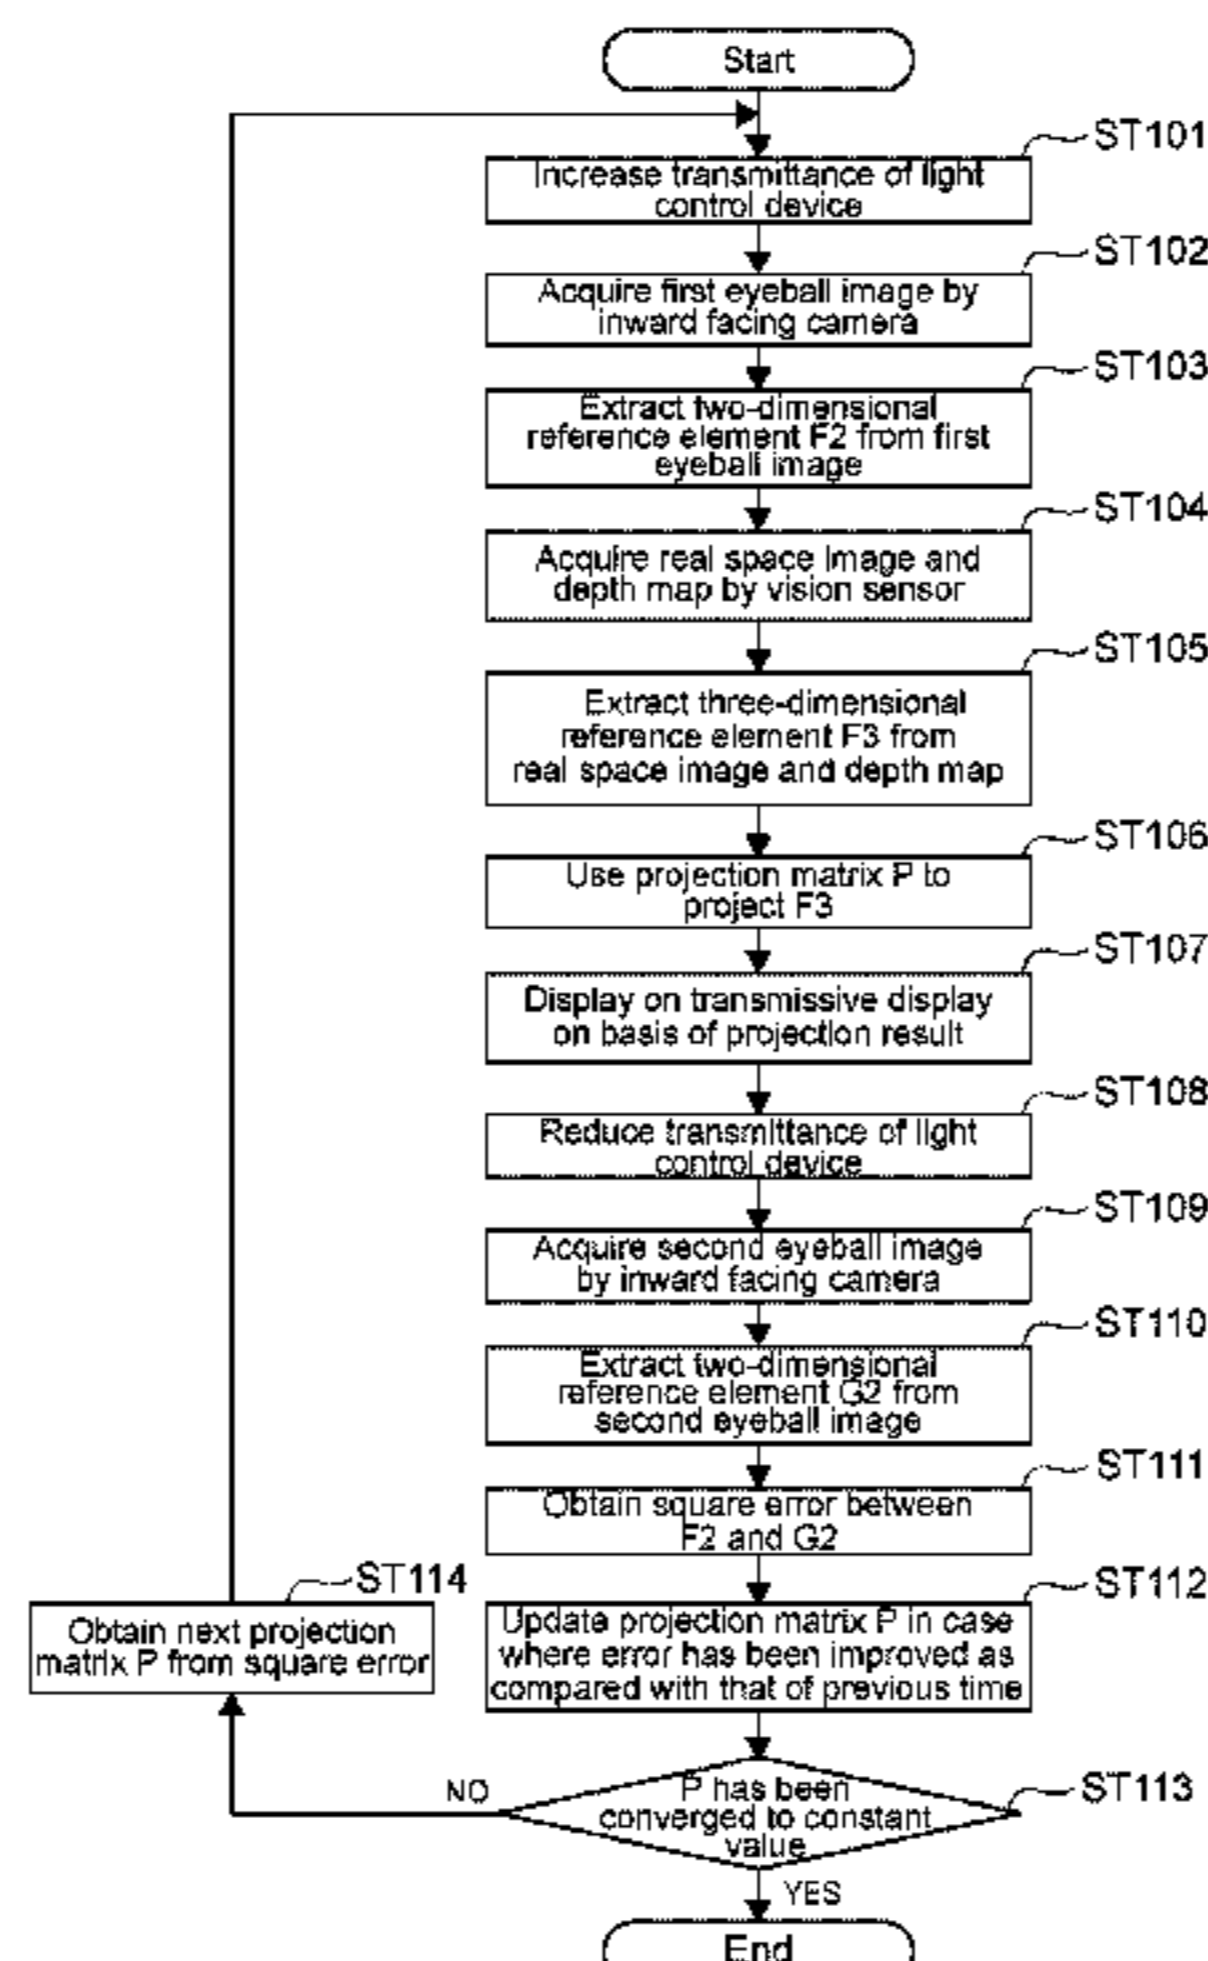 Start
ST101
Increase transmittance of light
control device
ST102
Acquire first eyeball image by
inward facing camera
ST103
Extract two-dimensional
reference element F2 from first
eyeball image
ST104
Acquire real space image and
depth map by vision sensor
ST105
Extract three-dimensional
reference element F3 from
real space image and depth map
ST106
Use projection matrix P to
project F3
ST107
Display on transmissive display
on basis of projection result
ST108
Reduce transmittance of light
control device
ST109
Acquire second eyeball image
by inward facing camera
ST110
Extract two-dimensional
reference element G2 from
second eyeball image
ST111
Obtain square error between
F2 and G2
ST112
Update projection matrix P in case
where error has been improved as
compared with that of previous time
ST113
P has been
converged to constant
value
NO
ST114
Obtain next projection
matrix P from square error
YES
End